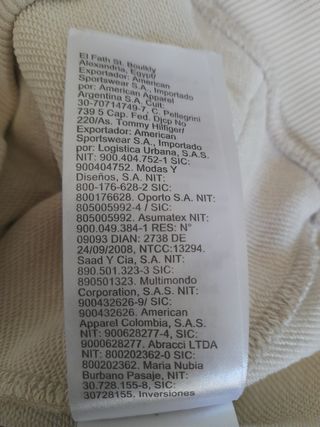 El Fath St. Boulkly
Alexandria, Egypt/
Exportador: American
Sportswear S.A., Importado
por: American Apparel
Argentina S.A. Cuit:
30-70714749-7. C. Pellegrini
739 5 Cap. Fed. Djcp No
220/As. Tommy Hilfiger/
Exportador: American
Sportswear S.A., Importado
por: Logistica Urbana, S.A.S.
NIT: 900.404.752-1 SIC:
900404752. Modas Y
Diseños, S.A. NIT:
800-176-628-2 SIC:
800176628. Oporto S.A. NIT:
805005992-4 / SIC:
805005992. Asumatex NIT:
900.049.384-1 RES: N°
09093 DIAN: 2738 DE
24/09/2008, NTCC:13294.
Saad Y Cia, S.A. NIT:
890.501.323-3 SIC:
890501323. Multimondo
Corporation, S.A.S. NIT:
900432626-9/ SIC:
900432626. American
Apparel Colombia, S.A.S.
NIT: 900628277-4, SIC:
9000628277. Abracci LTDA
NIT: 800202362-0 SIC:
800202362. Maria Nubia
Burbano Pasaje, NIT:
30.728.155-8, SIC:
30728155. Inversiones